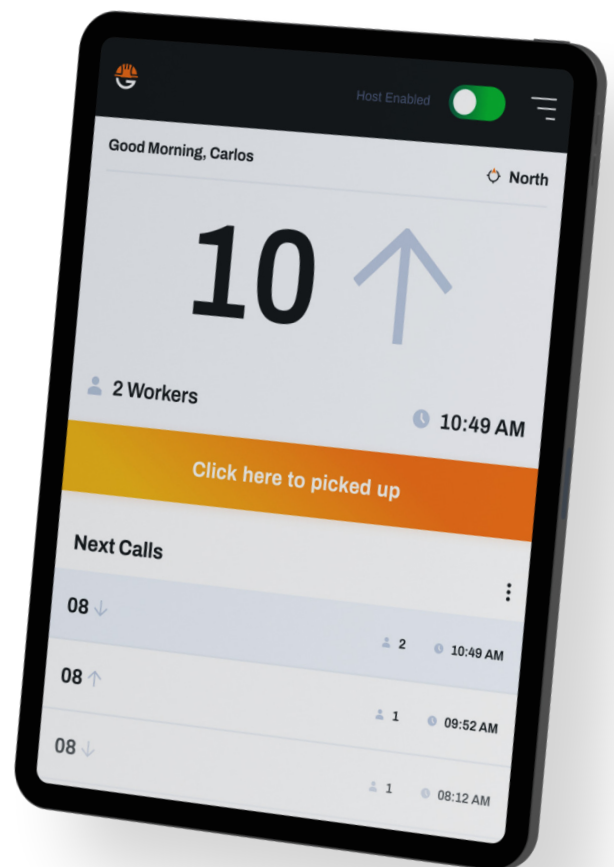 Host Enabled
Good Morning, Carlos
North
10
2 Workers
10:49 AM
Click here to picked up
Next Calls
08
2
10:49 AM
08
1
09:52 AM
08
1
08:12 AM